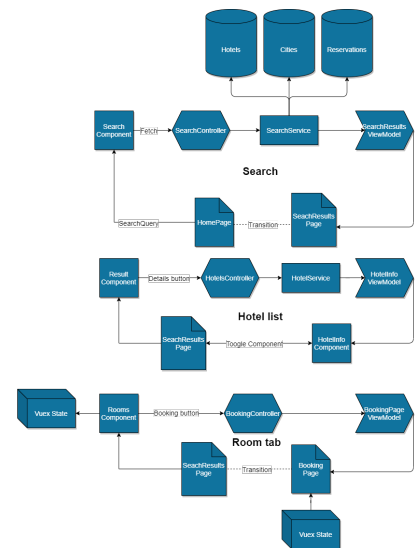 Hotels
Cities
Reservations
Search
Component
Fetch
SearchController
SearchService
SearchResults
ViewModel
Search
SearchQuery
HomePage
Transition
SeachResults
Page
Result
Component
Details button
HotelsController
HotelService
HotelInfo
ViewModel
Hotel list
SeachResults
Page
Toogle Component
HotelInfo
Component
Vuex State
Rooms
Component
Booking button
BookingController
BookingPage
ViewModel
Room tab
SeachResults
Page
Transition
Booking
Page
Vuex State